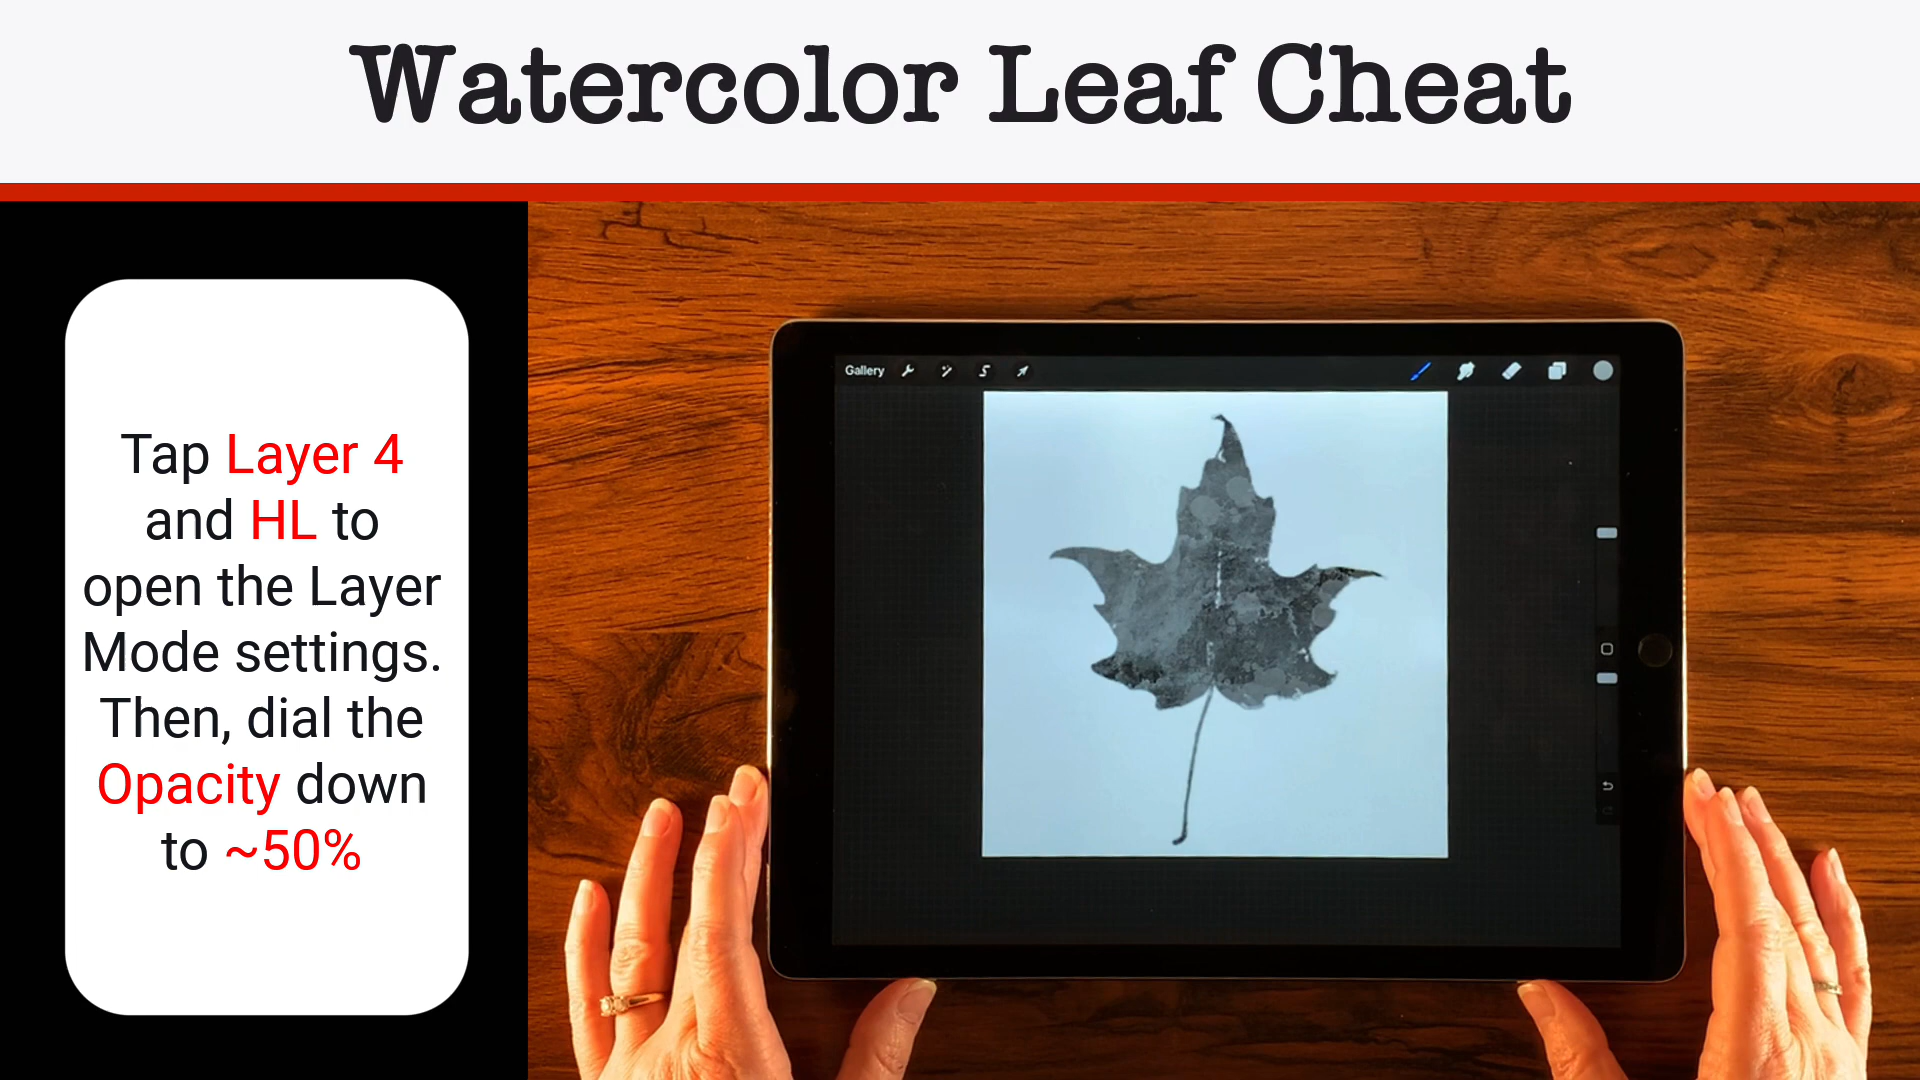 Watercolor Leaf Cheat
Tap Layer 4
and HL to
open the Layer
Mode settings.
Then, dial the
Opacity down
to ~50%
Gallery